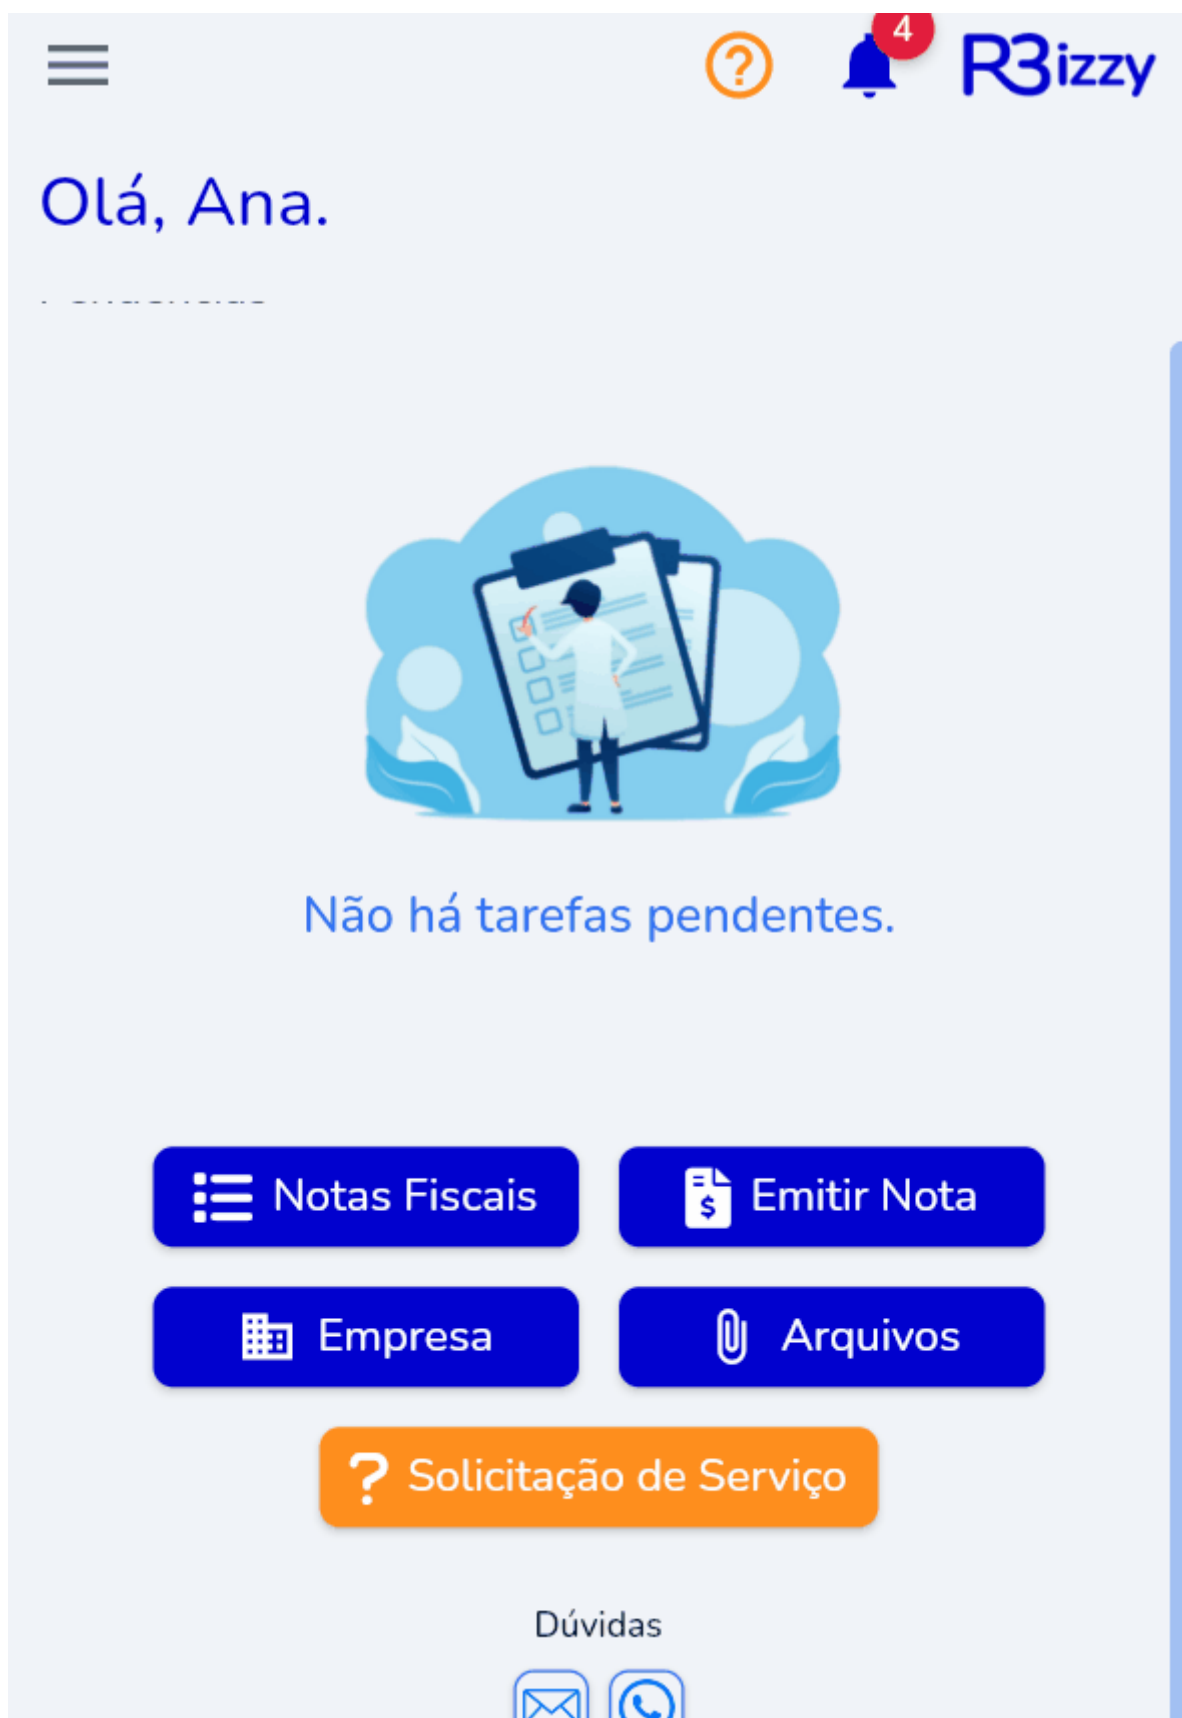 4
R3izzy
Olá, Ana.
Não há tarefas pendentes.
Notas Fiscais
Emitir Nota
Empresa
Arquivos
Solicitação de Serviço
Dúvidas